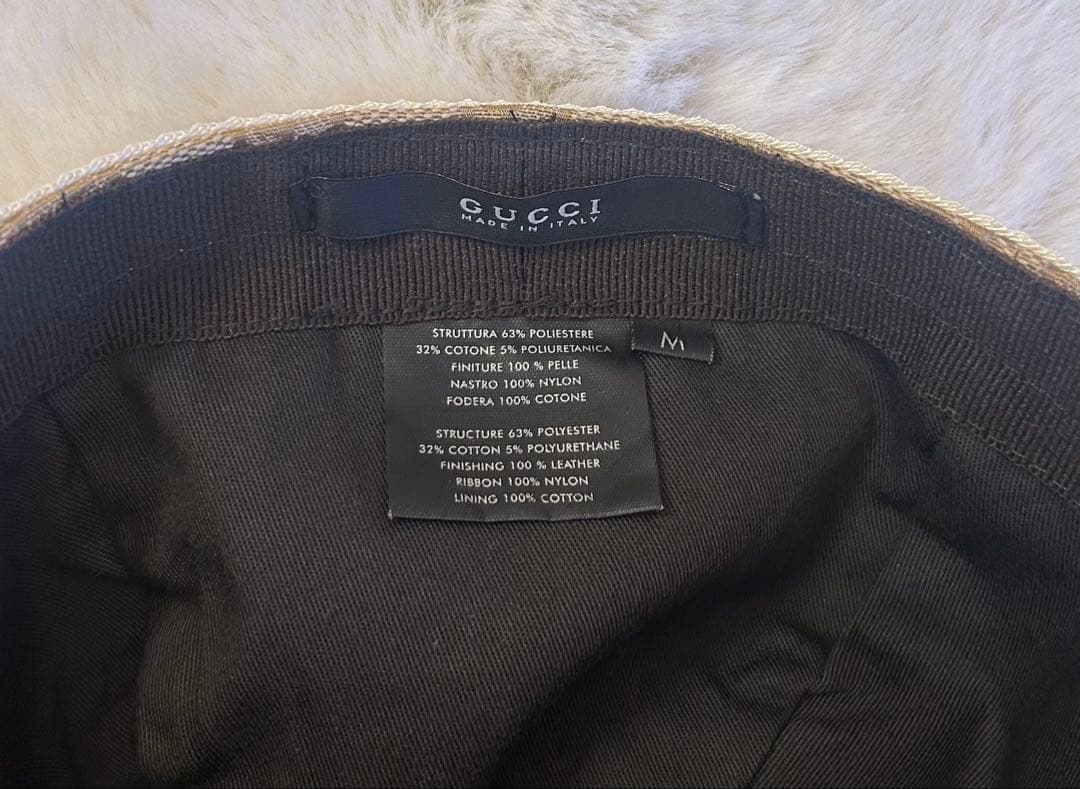 GUCCI
MADE IN ITALY
STRUTTURA 63% POLIESTERE
32% COTONE 5% POLIURETANICA
FINITURE 100 % PELLE
NASTRO 100% NYLON
FODERA 100% COTONE
M
STRUCTURE 63% POLYESTER
32% COTTON 5% POLYURETHANE
FINISHING 100 % LEATHER
RIBBON 100% NYLON
LINING 100% COTTON